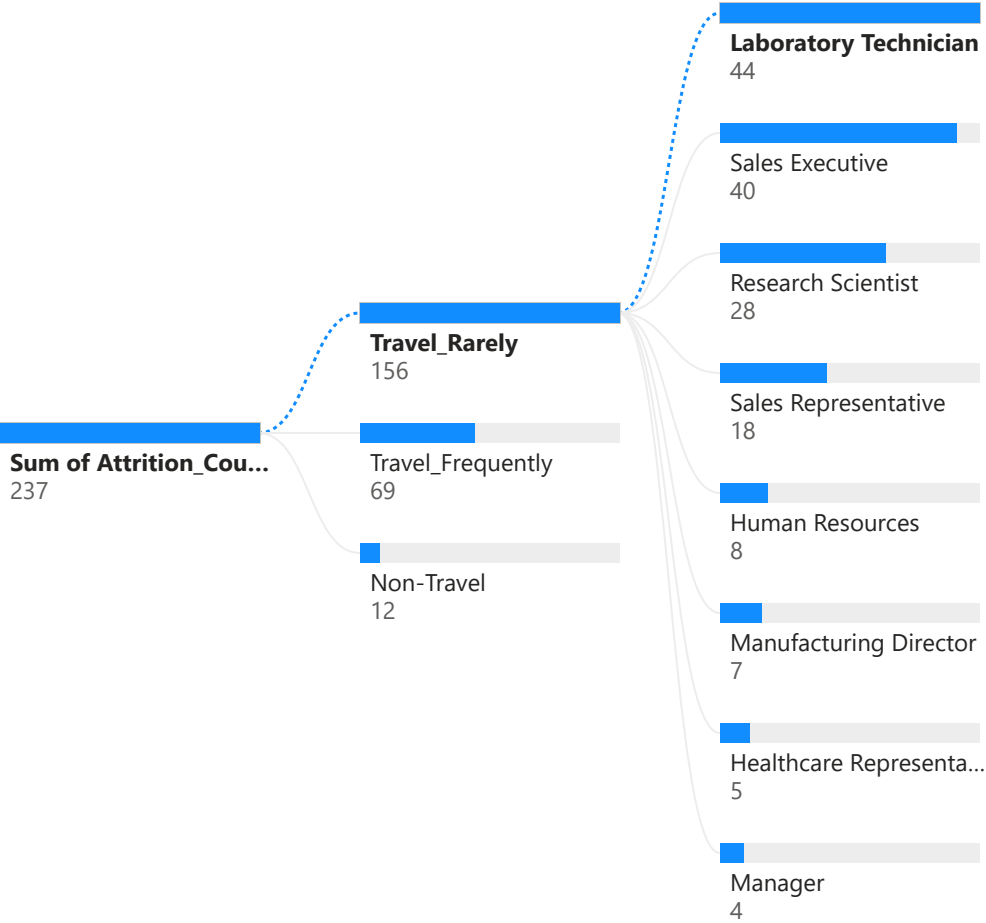 Sum of Attrition_Cou...
237
Travel_Rarely
156
Travel_Frequently
69
Non-Travel
12
Laboratory Technician
44
Sales Executive
40
Research Scientist
28
Sales Representative
18
Human Resources
8
Manufacturing Director
7
Healthcare Representa...
5
Manager
4